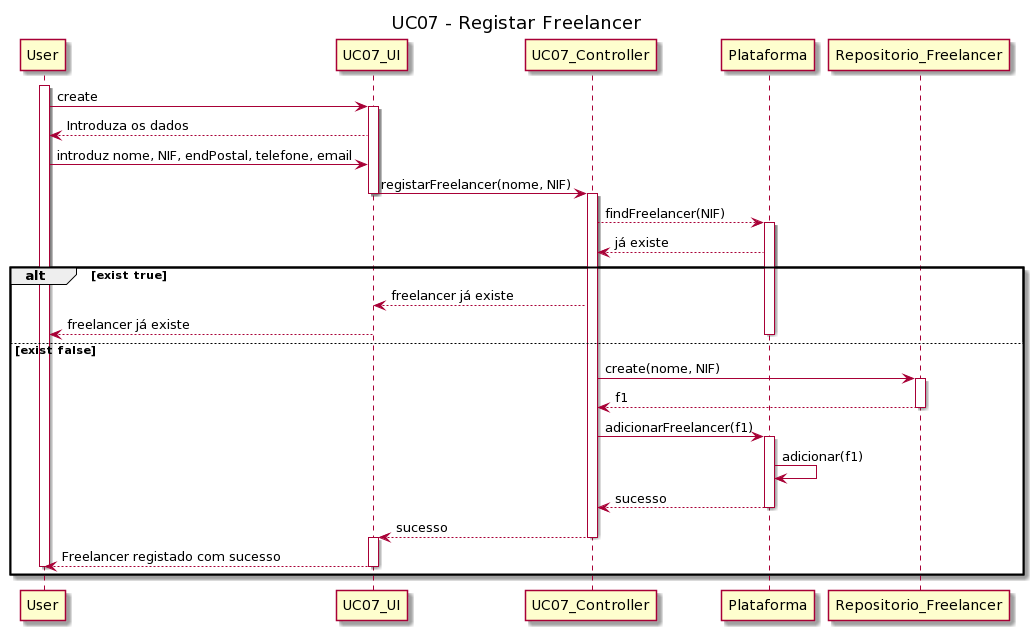 UC07 - Registar Freelancer
User
UC07_UI
UC07_Controller
Plataforma
Repositorio_Freelancer
create
Introduza os dados
introduz nome, NIF, endPostal, telefone, email
registarFreelancer(nome, NIF)
findFreelancer(NIF)
já existe
alt
[exist true]
freelancer já existe
freelancer já existe
[exist false]
create(nome, NIF)
f1
adicionarFreelancer(f1)
adicionar(f1)
sucesso
sucesso
Freelancer registado com sucesso
User
UC07_UI
UC07_Controller
Plataforma
Repositorio_Freelancer